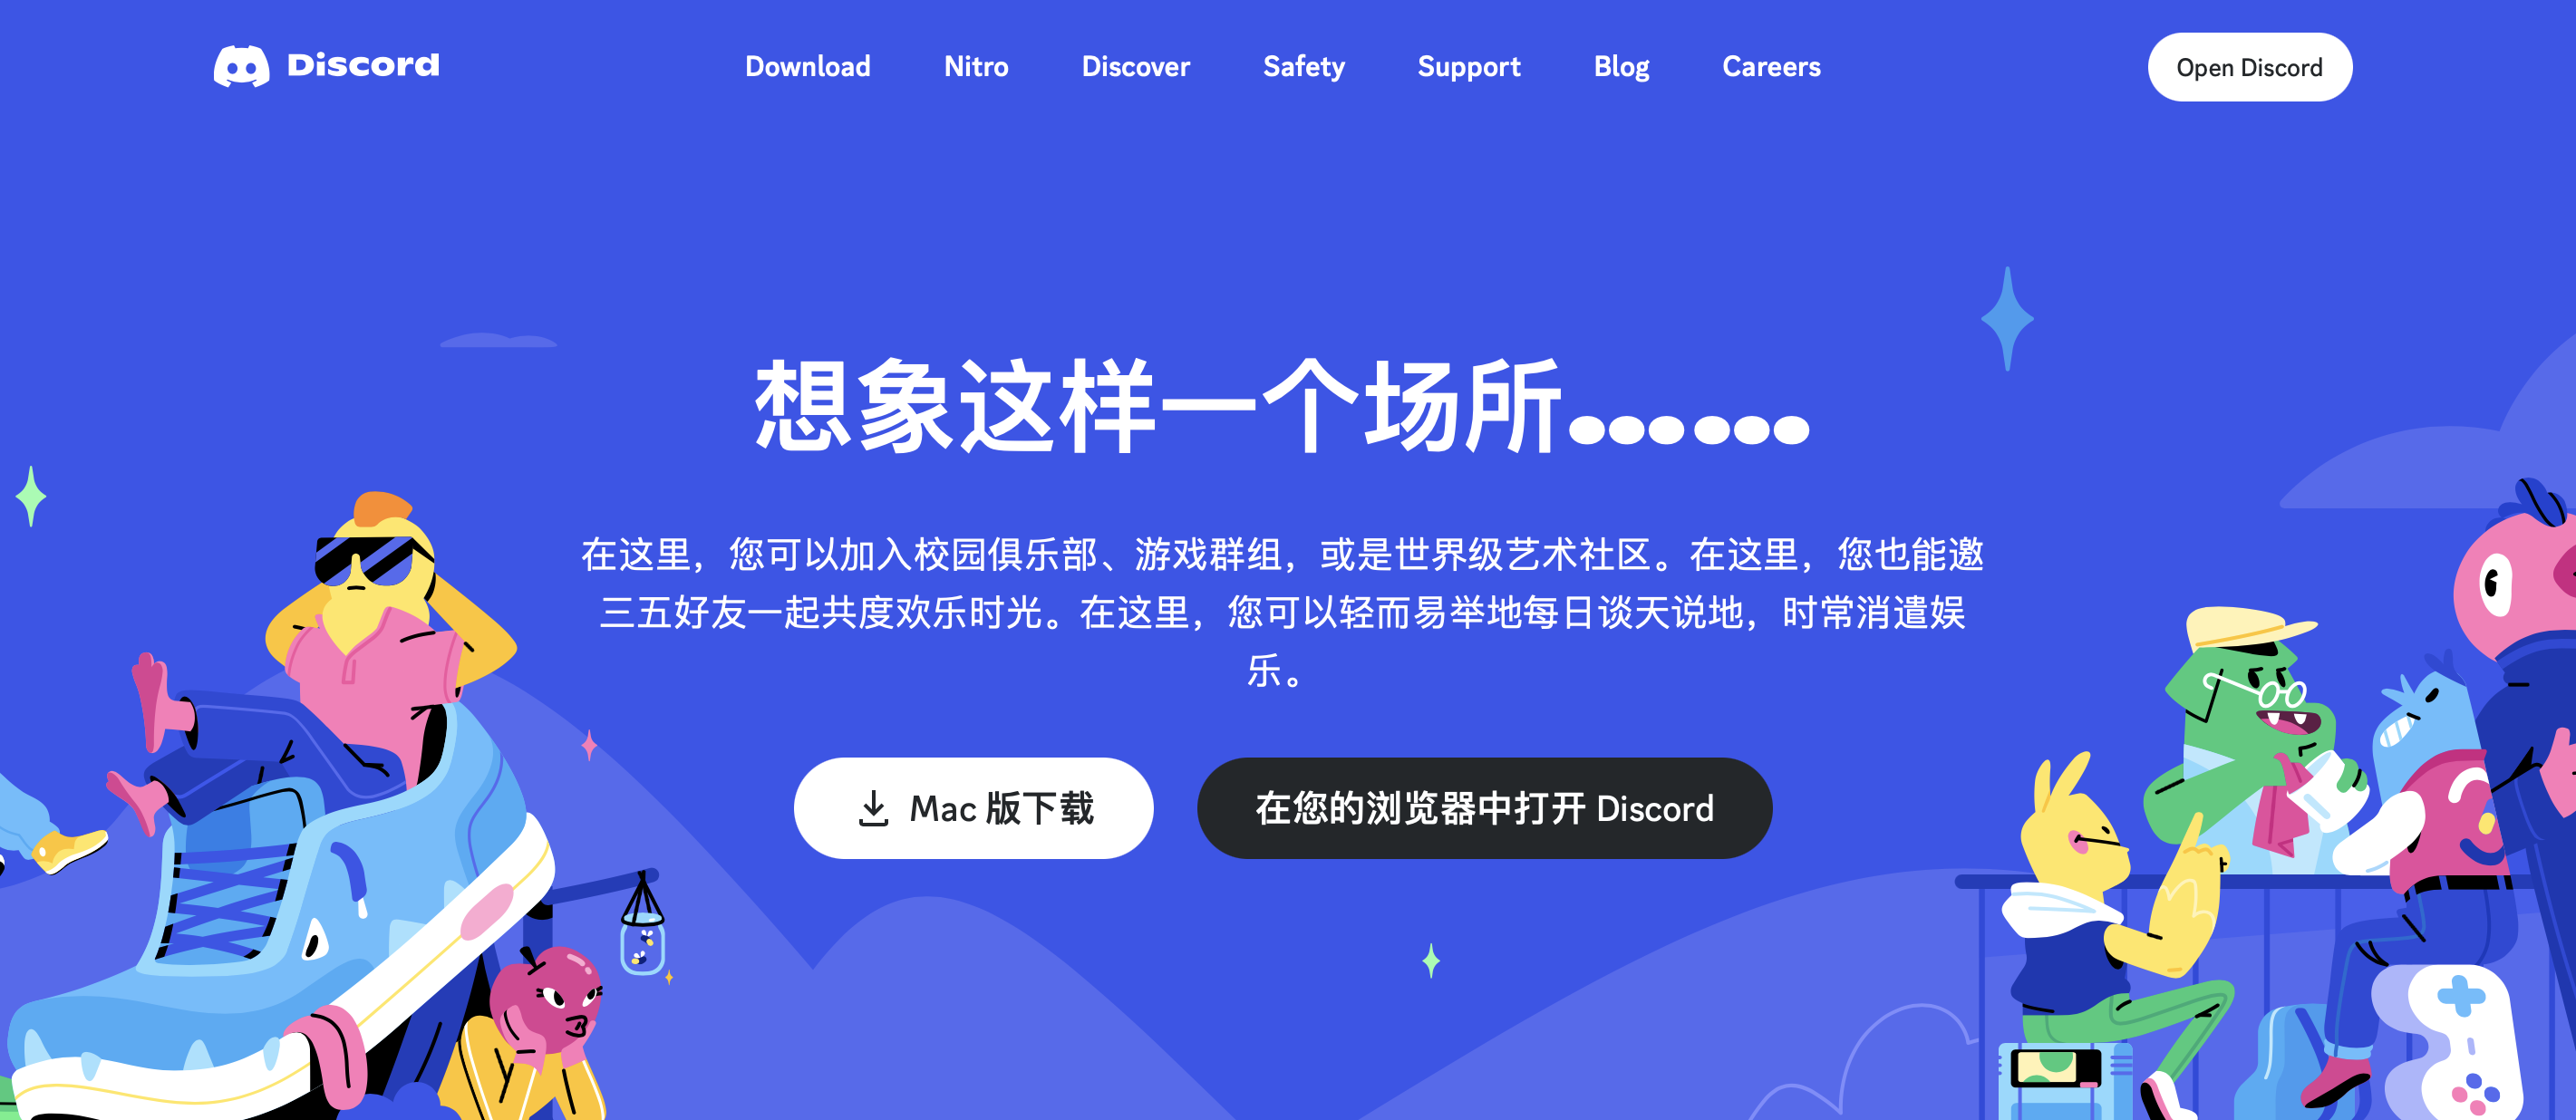 Discord
Download Nitro Discover Safety Support Blog Careers
Open Discord
想象这样一个场所……
在这里，您可以加入校园俱乐部、游戏群组，或是世界级艺术社区。在这里，您也能邀
三五好友一起共度欢乐时光。在这里，您可以轻而易举地每日谈天说地，时常消遣娱
乐。
Mac 版下载
在您的浏览器中打开 Discord